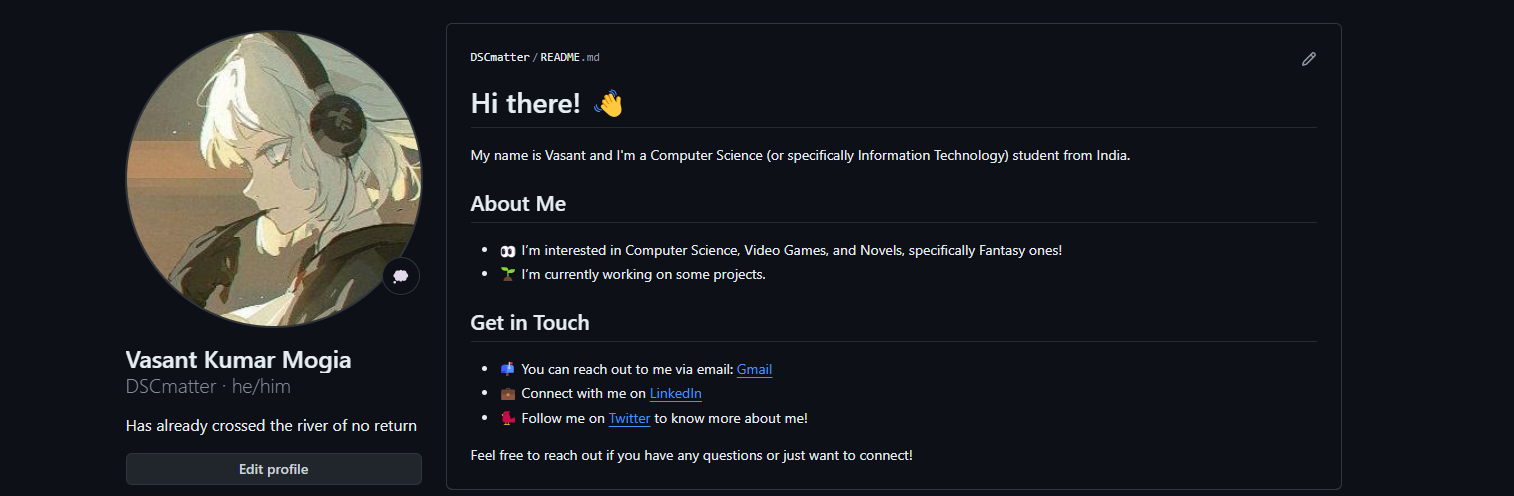 DSCmatter/README.md
Hi there! 👋
My name is Vasant and I'm a Computer Science (or specifically Information Technology) student from India.
About Me
👀 I'm interested in Computer Science, Video Games, and Novels, specifically Fantasy ones!
🌱 I'm currently working on some projects.
Get in Touch
📫 You can reach out to me via email: Gmail
💼 Connect with me on LinkedIn
🐦 Follow me on Twitter to know more about me!
Feel free to reach out if you have any questions or just want to connect!
Vasant Kumar Mogia
DSCmatter · he/him
Has already crossed the river of no return
Edit profile